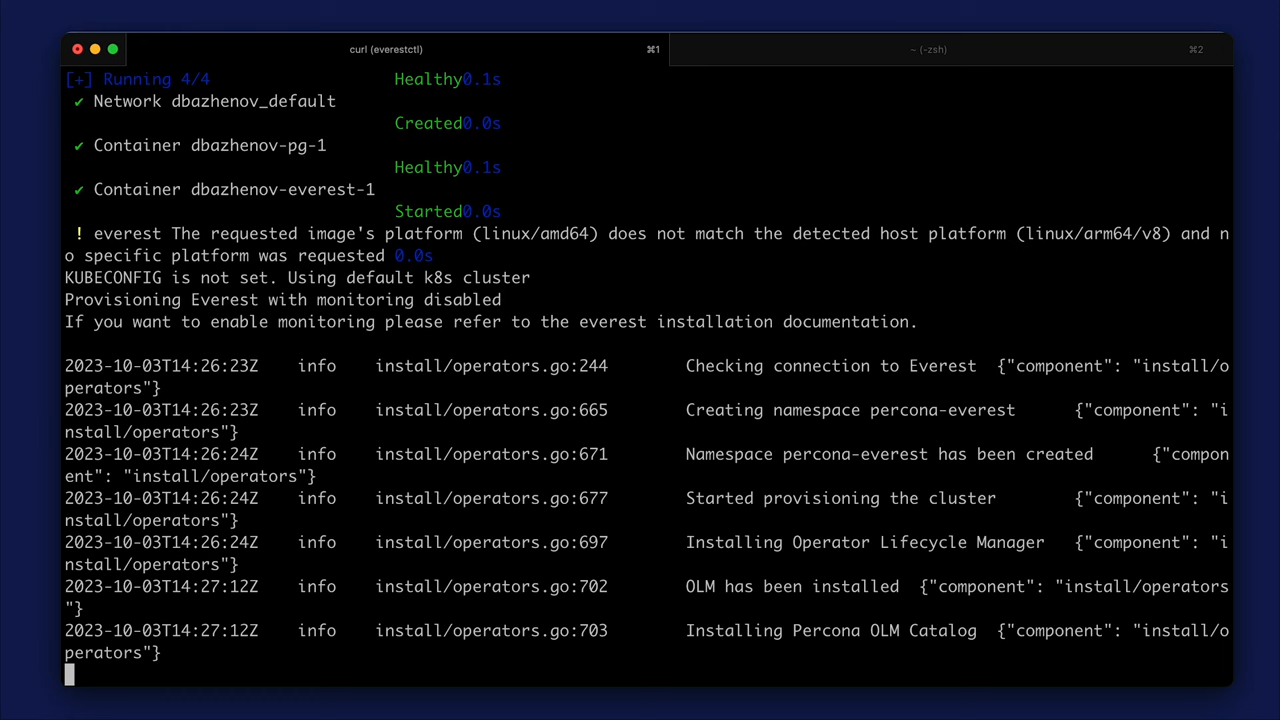 curl (everestctl) ⌘1 ~ (-zsh) ⌘2
[+] Running 4/4 Healthy0.1s
✔ Network dbazhenov_default
Created0.0s
✔ Container dbazhenov-pg-1
Healthy0.1s
✔ Container dbazhenov-everest-1
Started0.0s
! everest The requested image's platform (linux/amd64) does not match the detected host platform (linux/arm64/v8) and n
o specific platform was requested 0.0s
KUBECONFIG is not set. Using default k8s cluster
Provisioning Everest with monitoring disabled
If you want to enable monitoring please refer to the everest installation documentation.
2023-10-03T14:26:23Z info install/operators.go:244 Checking connection to Everest {"component": "install/o
perators"}
2023-10-03T14:26:23Z info install/operators.go:665 Creating namespace percona-everest {"component": "i
nstall/operators"}
2023-10-03T14:26:24Z info install/operators.go:671 Namespace percona-everest has been created {"compon
ent": "install/operators"}
2023-10-03T14:26:24Z info install/operators.go:677 Started provisioning the cluster {"component": "i
nstall/operators"}
2023-10-03T14:26:24Z info install/operators.go:697 Installing Operator Lifecycle Manager {"component": "i
nstall/operators"}
2023-10-03T14:27:12Z info install/operators.go:702 OLM has been installed {"component": "install/operators
"}
2023-10-03T14:27:12Z info install/operators.go:703 Installing Percona OLM Catalog {"component": "install/o
perators"}